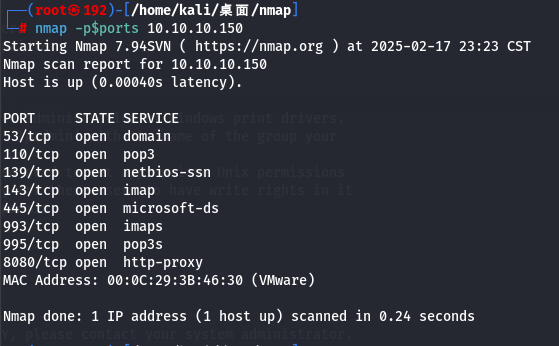 ┌──(root㉿192)-[/home/kali/桌面/nmap]
└─# nmap -p$ports 10.10.10.150
Starting Nmap 7.94SVN ( https://nmap.org ) at 2025-02-17 23:23 CST
Nmap scan report for 10.10.10.150
Host is up (0.00040s latency).
PORT     STATE SERVICE
53/tcp   open  domain
110/tcp  open  pop3
139/tcp  open  netbios-ssn
143/tcp  open  imap
445/tcp  open  microsoft-ds
993/tcp  open  imaps
995/tcp  open  pop3s
8080/tcp open  http-proxy
MAC Address: 00:0C:29:3B:46:30 (VMware)
Nmap done: 1 IP address (1 host up) scanned in 0.24 seconds